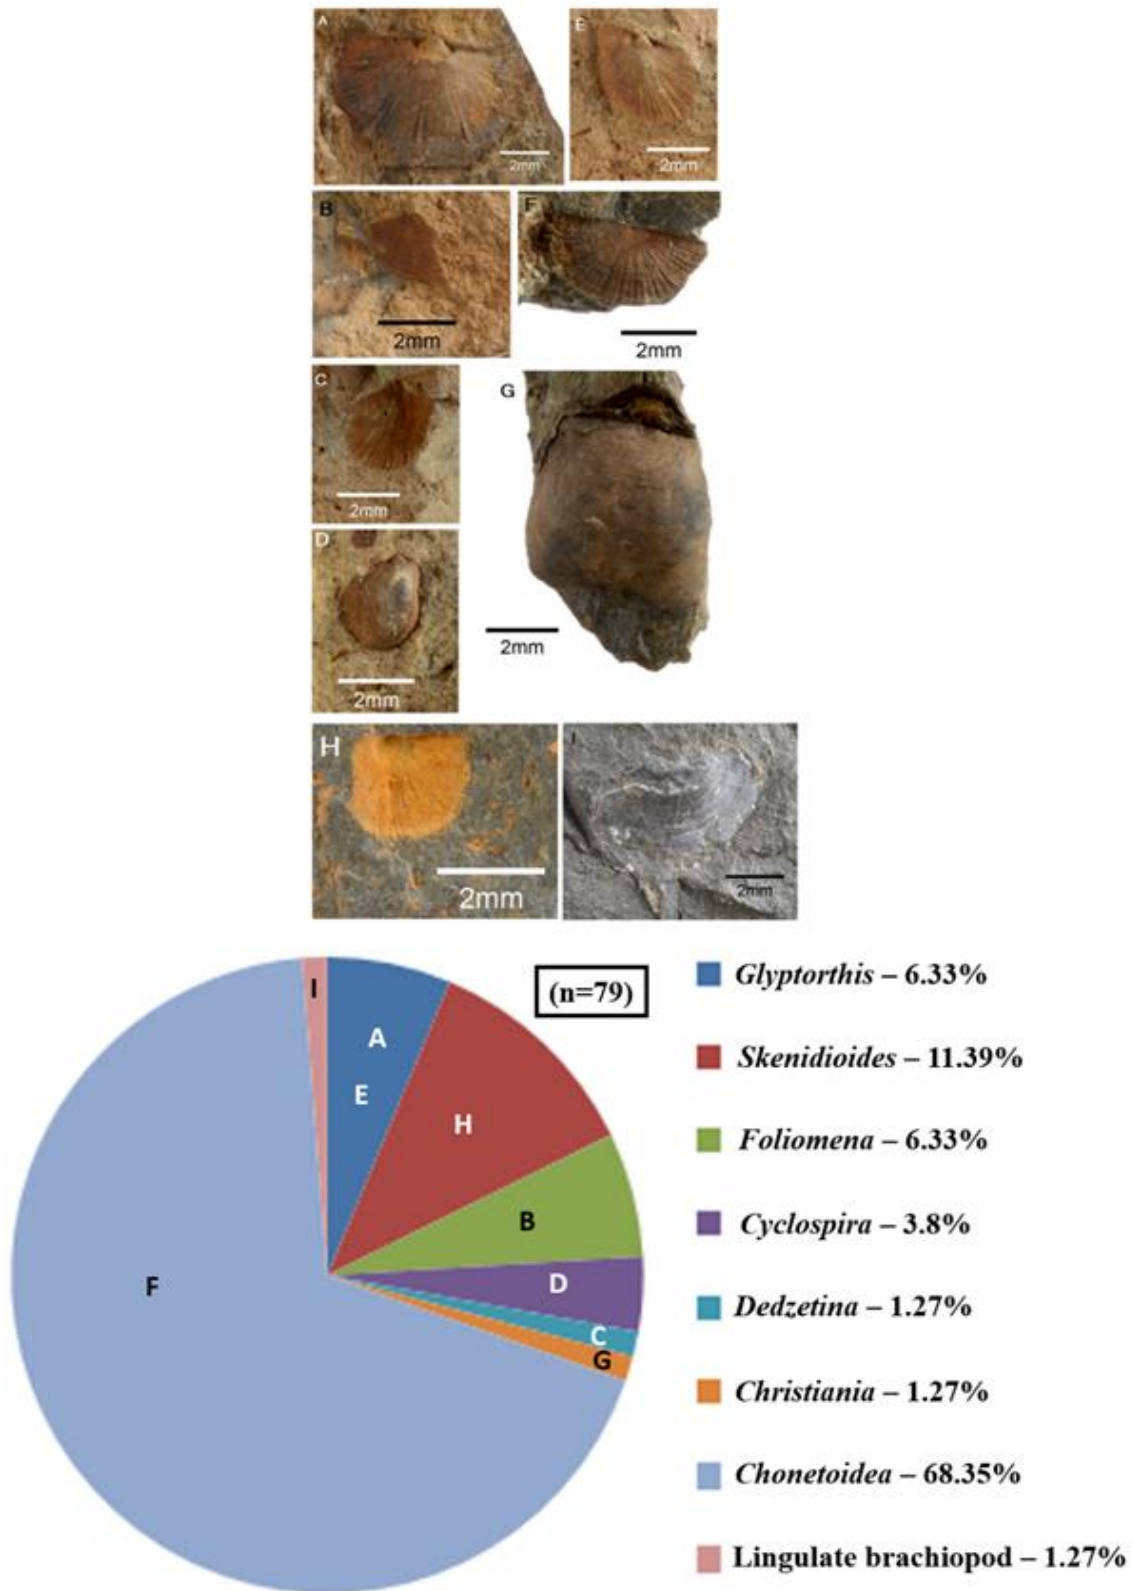 A
2mm
E
2mm
B
2mm
F
2mm
C
2mm
G
2mm
D
2mm
H
2mm
I
2mm
(n=79)
I
A
E
H
B
D
C
G
F
Glyptorthis – 6.33%
Skenidioides – 11.39%
Foliomena – 6.33%
Cyclospira – 3.8%
Dedzetina – 1.27%
Christiania – 1.27%
Chonetoidea – 68.35%
Lingulate brachiopod – 1.27%